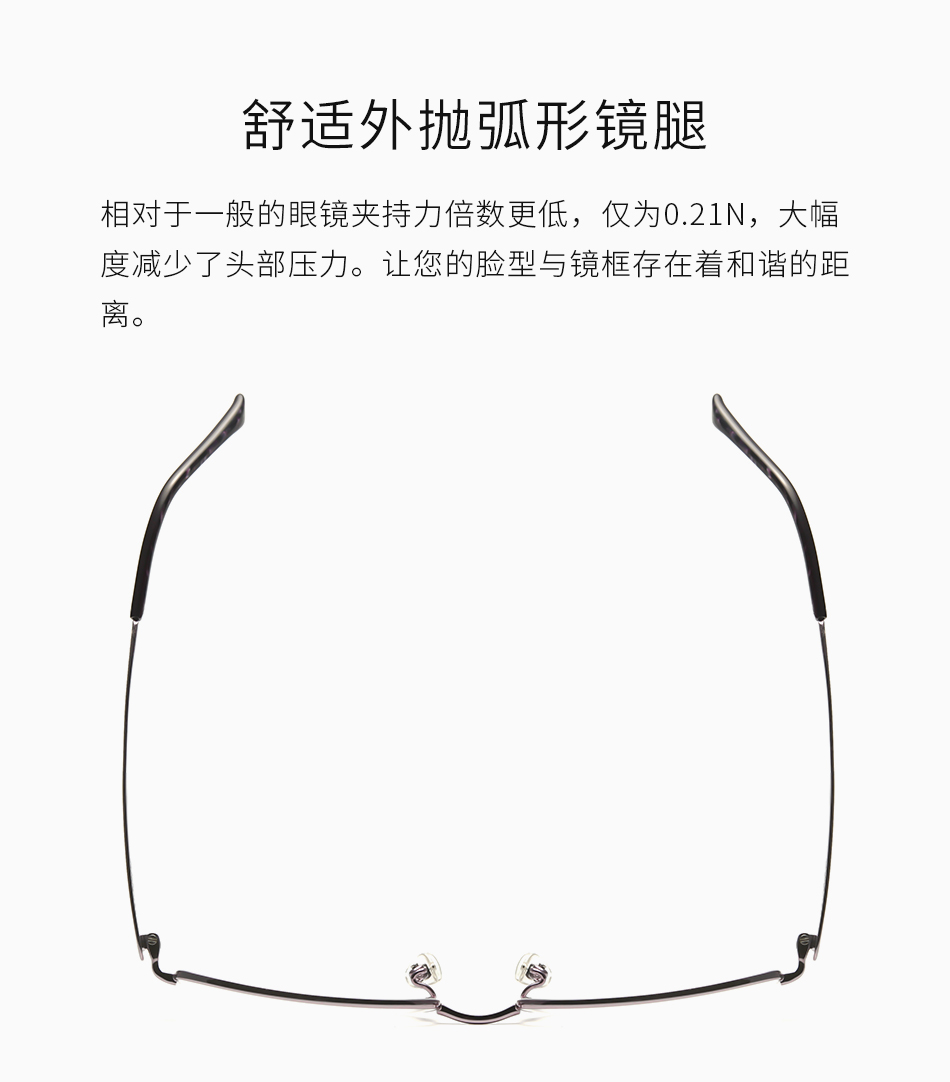 舒适外抛弧形镜腿
相对于一般的眼镜夹持力倍数更低，仅为0.21N，大幅
度减少了头部压力。让您的脸型与镜框存在着和谐的距
离。